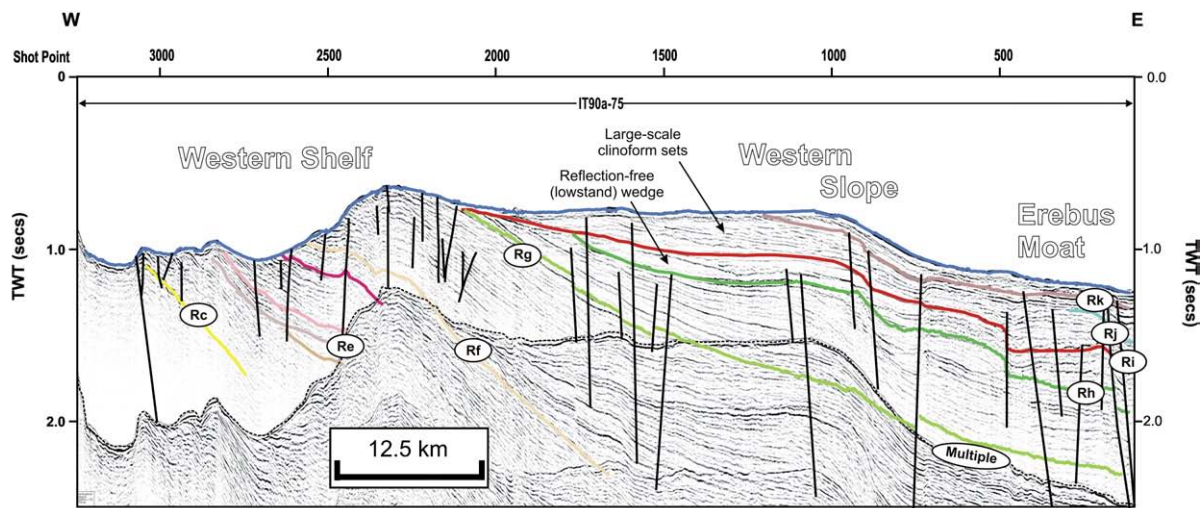 W
E
Shot Point
3000
2500
2000
1500
1000
500
0
0.0
IT90a-75
Large-scale
clinoform sets
Western Shelf
Western
Slope
Reflection-free
(lowstand) wedge
Erebus
Moat
TWT (secs)
1.0
1.0
TWT (secs)
Rg
Rk
Rc
Rj
Re
Rf
Ri
Rh
2.0
2.0
12.5 km
Multiple